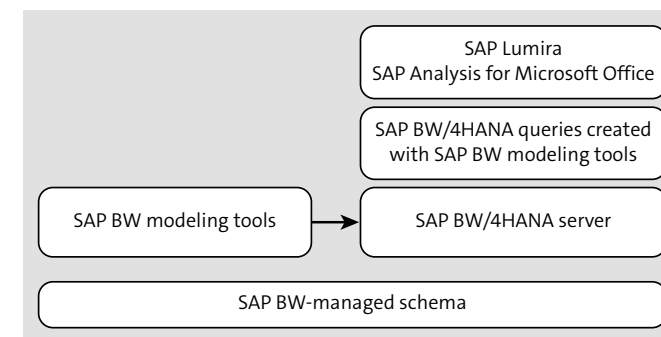 SAP Lumira
SAP Analysis for Microsoft Office
SAP BW/4HANA queries created
with SAP BW modeling tools
SAP BW modeling tools
SAP BW/4HANA server
SAP BW-managed schema